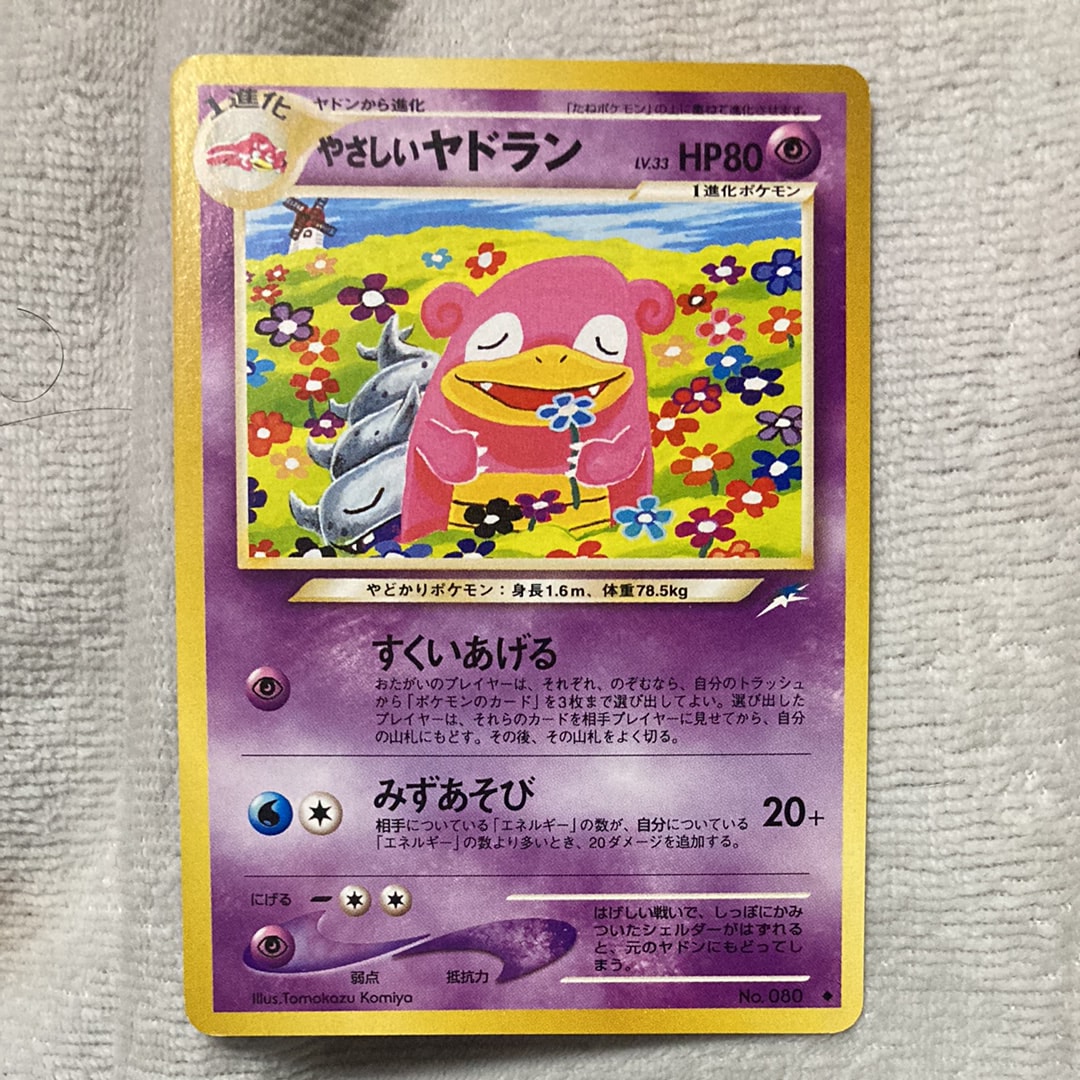 1進化
ヤドンから進化
「たねポケモン」の上に重ねて進化させます。
やさしいヤドラン
LV.33 HP80
1進化ポケモン
やどかりポケモン：身長1.6m、体重78.5kg
すくいあげる
おたがいのプレイヤーは、それぞれ、のぞむなら、自分のトラッシュ
から「ポケモンのカード」を3枚まで選び出してよい。選び出した
プレイヤーは、それらのカードを相手プレイヤーに見せてから、自分
の山札にもどす。その後、その山札をよく切る。
みずあそび
20+
相手についている「エネルギー」の数が、自分についている
「エネルギー」の数より多いとき、20ダメージを追加する。
にげる
はげしい戦いで、しっぽにかみ
ついたシェルダーがはずれる
と、元のヤドンにもどってし
まう。
弱点
抵抗力
Illus.Tomokazu Komiya
No. 080